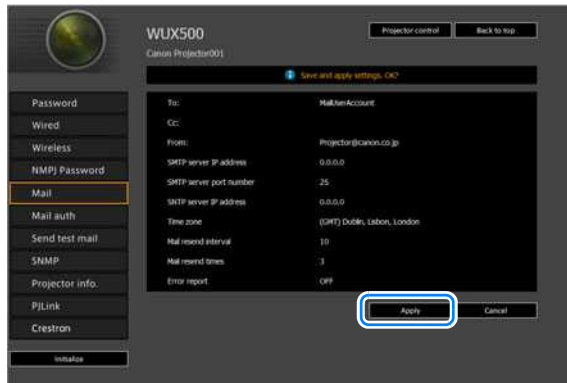 WUX500
Canon Projector001
Projector control
Back to top
Save and apply settings. OK?
Password
Wired
Wireless
NMPJ Password
Mail
Mail auth
Send test mail
SNMP
Projector info.
PJLink
Crestron
Initialize
To: MailUserAccount
Cc:
From: Projector@canon.co.jp
SMTP server IP address 0.0.0.0
SMTP server port number 25
SNTP server IP address 0.0.0.0
Time zone (GMT) Dublin, Lisbon, London
Mail resend interval 10
Mail resend times 3
Error report OFF
Apply
Cancel